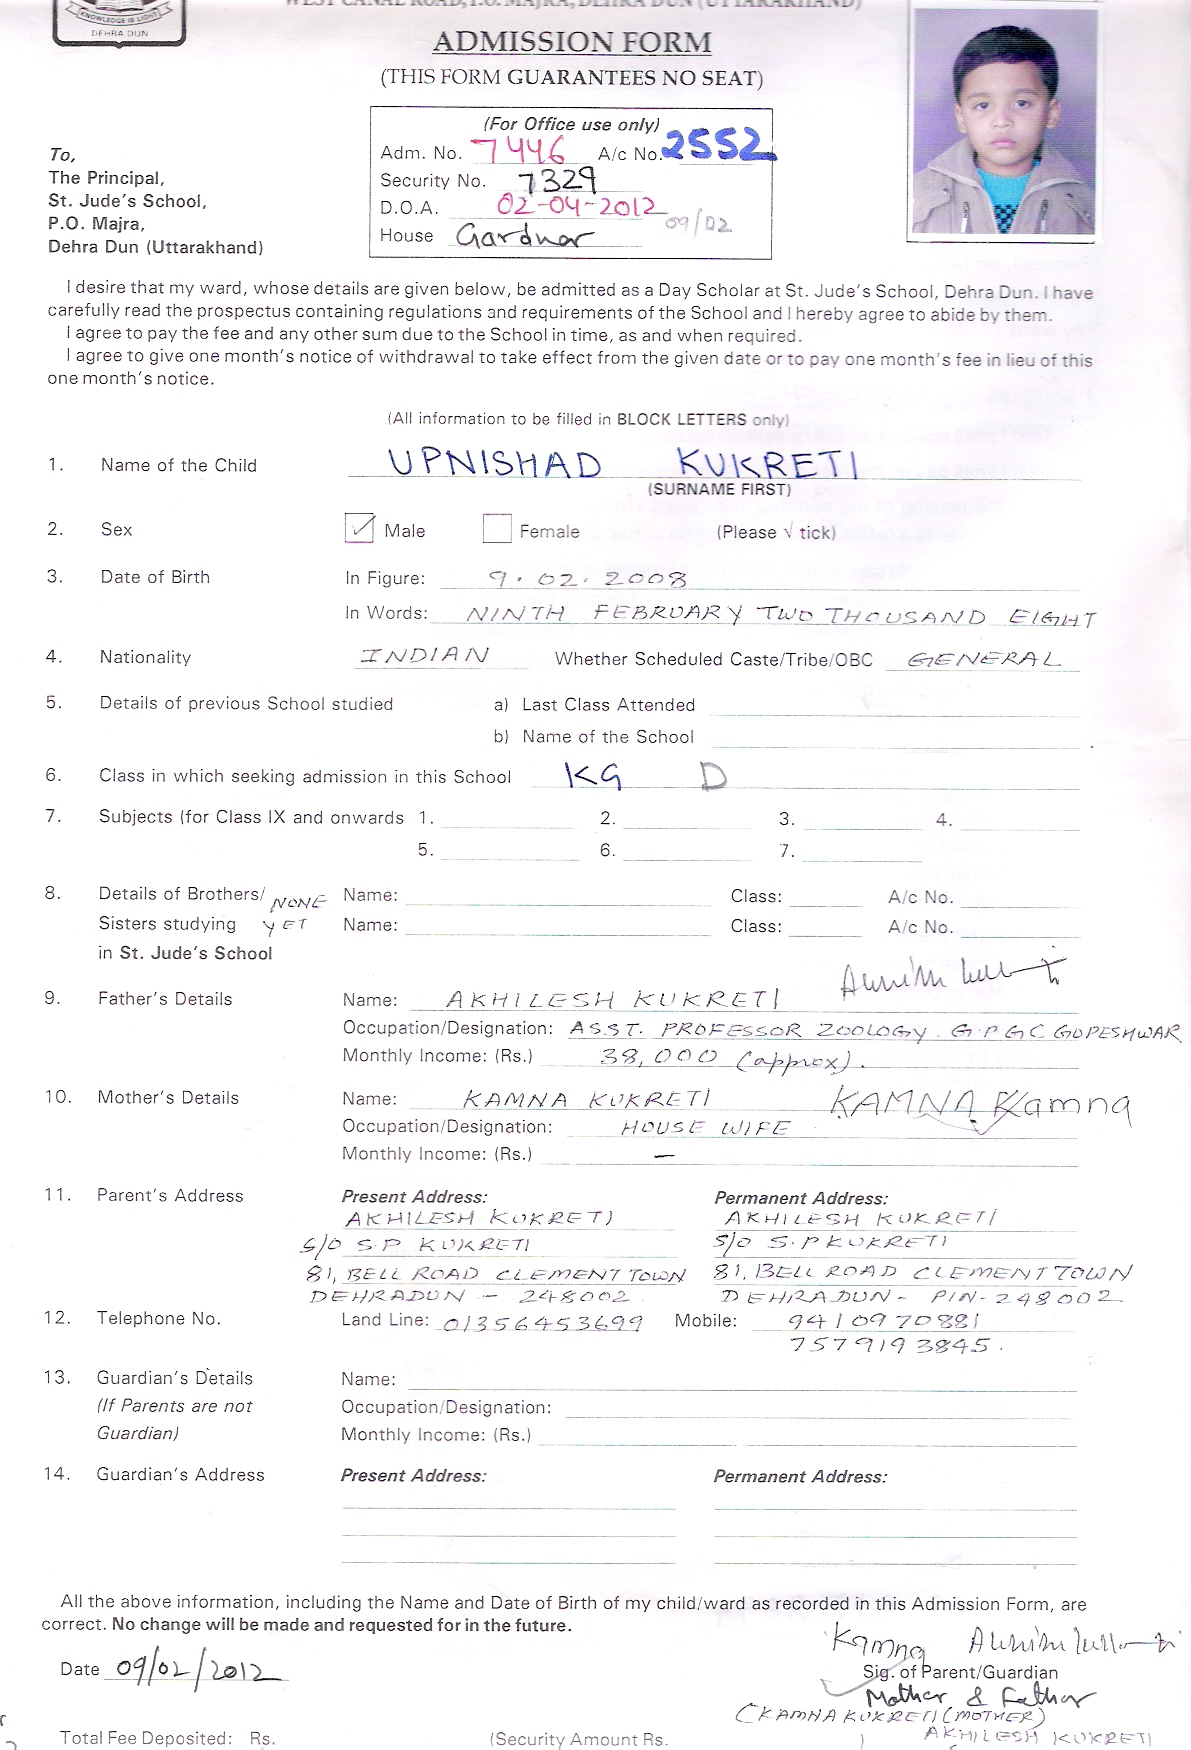 WEST CANAL ROAD, P.O. MAJRA, DEHRA DUN (UTTARAKHAND)
KNOWLEDGE IS LIGHT
DEHRA DUN
ADMISSION FORM
(THIS FORM GUARANTEES NO SEAT)
(For Office use only)
Adm. No. 7446 A/c No. 2552
Security No. 7329
D.O.A. 02-04-2012 09/02
House Gardner
To,
The Principal,
St. Jude's School,
P.O. Majra,
Dehra Dun (Uttarakhand)
I desire that my ward, whose details are given below, be admitted as a Day Scholar at St. Jude's School, Dehra Dun. I have
carefully read the prospectus containing regulations and requirements of the School and I hereby agree to abide by them.
I agree to pay the fee and any other sum due to the School in time, as and when required.
I agree to give one month's notice of withdrawal to take effect from the given date or to pay one month's fee in lieu of this
one month's notice.
(All information to be filled in BLOCK LETTERS only)
1. Name of the Child UPNISHAD KUKRETI
(SURNAME FIRST)
2. Sex ✓ Male Female (Please √ tick)
3. Date of Birth In Figure: 9.02.2008
In Words: NINTH FEBRUARY TWO THOUSAND EIGHT
4. Nationality INDIAN Whether Scheduled Caste/Tribe/OBC GENERAL
5. Details of previous School studied a) Last Class Attended
b) Name of the School
6. Class in which seeking admission in this School KG D
7. Subjects (for Class IX and onwards 1. 2. 3. 4.
5. 6. 7.
8. Details of Brothers/ NONE Name: Class: A/c No.
Sisters studying YET Name: Class: A/c No.
in St. Jude's School
9. Father's Details Name: AKHILESH KUKRETI
Occupation/Designation: ASST. PROFESSOR ZOOLOGY. G.P G C GOPESHWAR
Monthly Income: (Rs.) 38,000 (approx).
10. Mother's Details Name: KAMNA KUKRETI KAMNA Kamna
Occupation/Designation: HOUSE WIFE
Monthly Income: (Rs.) —
11. Parent's Address Present Address: Permanent Address:
AKHILESH KUKRETI AKHILESH KUKRETI
S/O S.P KUKRETI S/O S.P KUKRETI
81, BELL ROAD CLEMENT TOWN 81, BELL ROAD CLEMENT TOWN
DEHRADUN - 248002 DEHRADUN - PIN-248002
12. Telephone No. Land Line: 01356453699 Mobile: 9410970881
7579193845.
13. Guardian's Details Name:
(If Parents are not Occupation/Designation:
Guardian) Monthly Income: (Rs.)
14. Guardian's Address Present Address: Permanent Address:
All the above information, including the Name and Date of Birth of my child/ward as recorded in this Admission Form, are
correct. No change will be made and requested for in the future.
Kamna
Date 09/02/2012 Sig. of Parent/Guardian
Mother & Father
(KAMNA KUKRETI (MOTHER)
AKHILESH KUKRETI
Total Fee Deposited: Rs. (Security Amount Rs. )